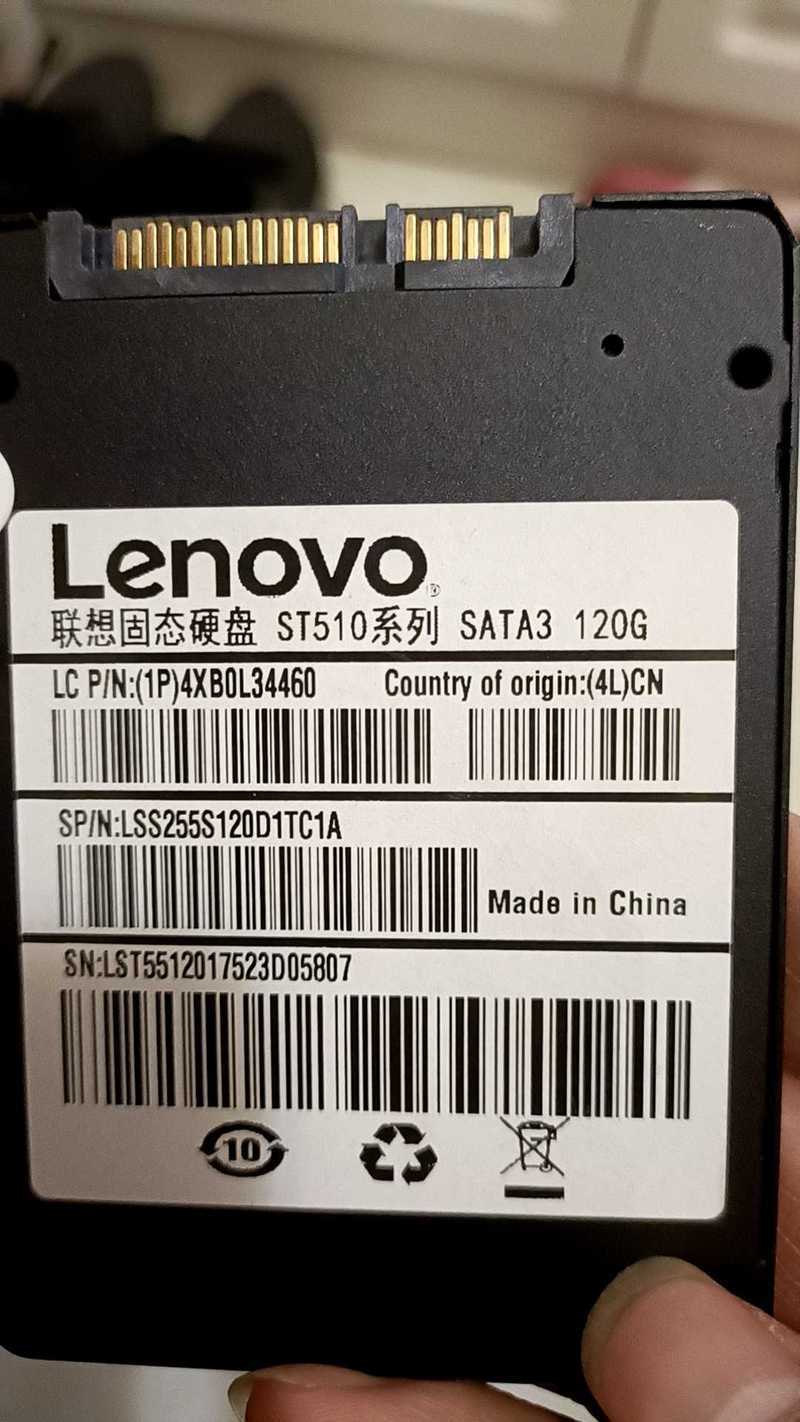 Lenovo®
联想固态硬盘 ST510系列 SATA3 120G
LC P/N:(1P)4XB0L34460 Country of origin:(4L)CN
SP/N:LSS255S120D1TC1A
Made in China
SN:LST5512017523D05807
10